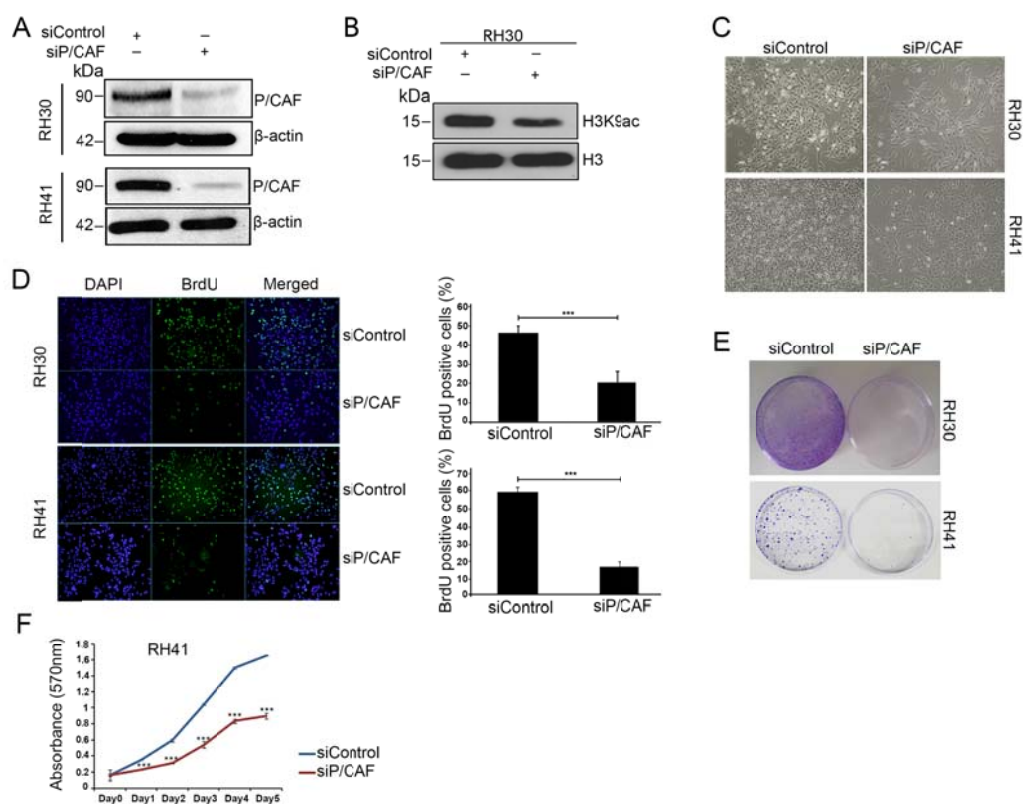 A
siControl + –
siP/CAF – +
kDa
RH30
90– P/CAF
42– β-actin
RH41
90– P/CAF
42– β-actin
B
RH30
siControl + –
siP/CAF – +
kDa
15– H3K9ac
15– H3
C
siControl siP/CAF
RH30
RH41
D
DAPI BrdU Merged
RH30
siControl
siP/CAF
RH41
siControl
siP/CAF
BrdU positive cells (%)
60
50
40
30
20
10
0
***
siControl siP/CAF
BrdU positive cells (%)
70
60
50
40
30
20
10
0
***
siControl siP/CAF
E
siControl siP/CAF
RH30
RH41
F
RH41
Absorbance (570nm)
1.8
1.6
1.4
1.2
1
0.8
0.6
0.4
0.2
0
*** *** *** *** ***
Day0 Day1 Day2 Day3 Day4 Day5
siControl
siP/CAF